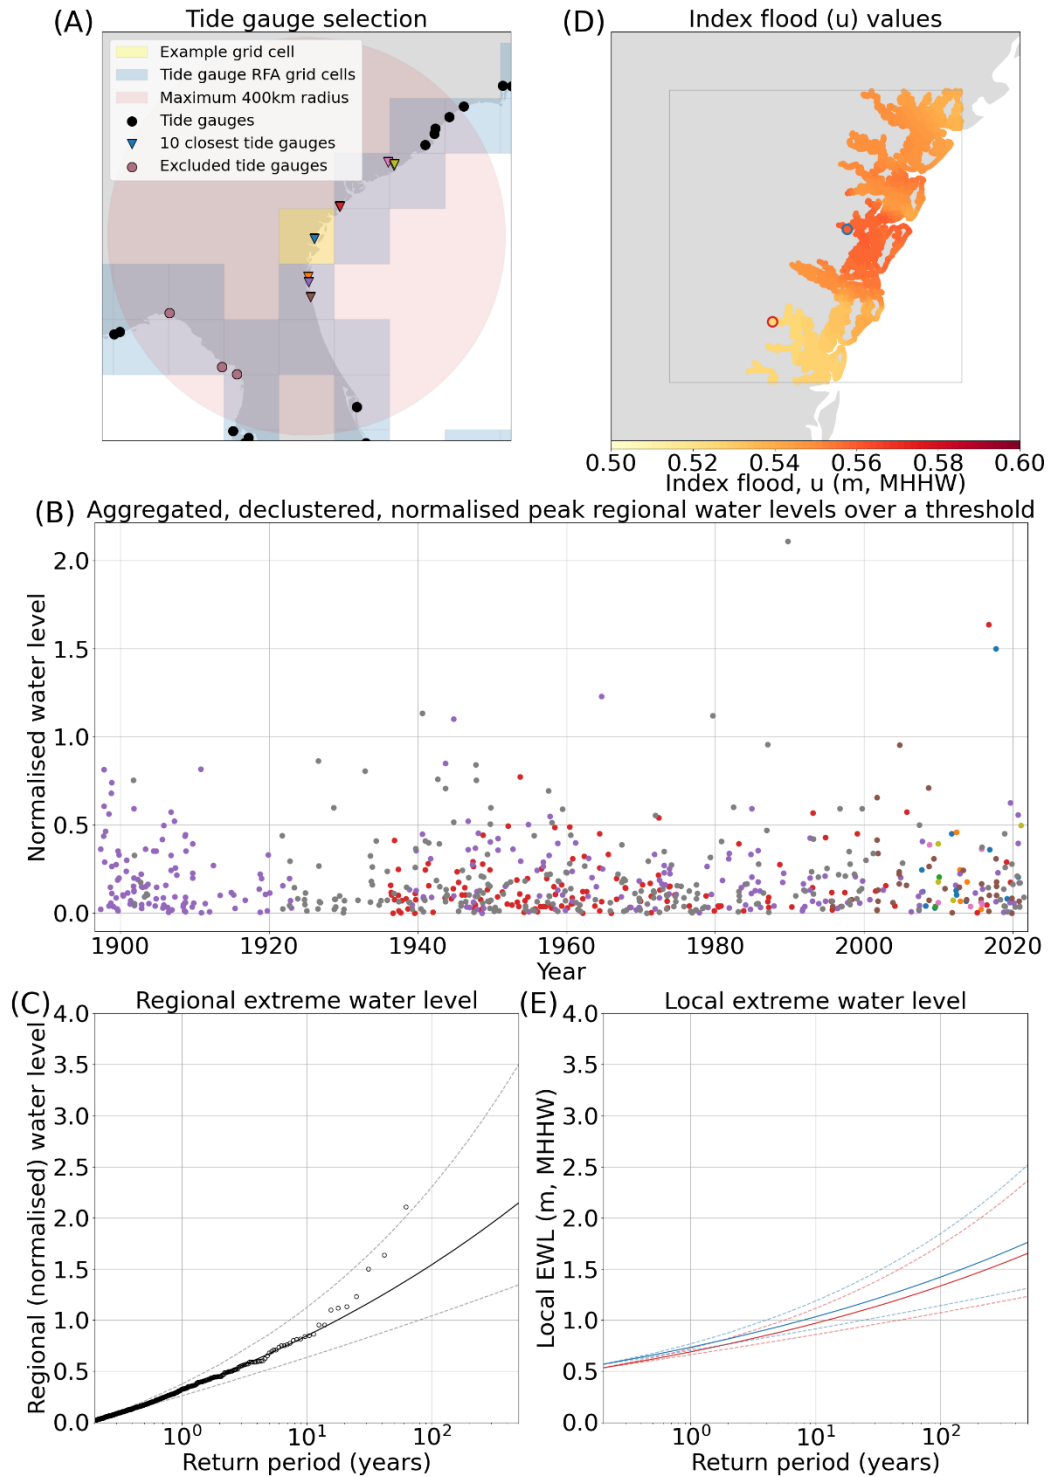 (A) Tide gauge selection
Example grid cell
Tide gauge RFA grid cells
Maximum 400km radius
Tide gauges
10 closest tide gauges
Excluded tide gauges
(D) Index flood (u) values
0.50 0.52 0.54 0.56 0.58 0.60
Index flood, u (m, MHHW)
(B) Aggregated, declustered, normalised peak regional water levels over a threshold
Normalised water level
2.0
1.5
1.0
0.5
0.0
1900 1920 1940 1960 1980 2000 2020
Year
(C) Regional extreme water level
Regional (normalised) water level
4.0
3.5
3.0
2.5
2.0
1.5
1.0
0.5
0.0
10⁰ 10¹ 10²
Return period (years)
(E) Local extreme water level
Local EWL (m, MHHW)
4.0
3.5
3.0
2.5
2.0
1.5
1.0
0.5
0.0
10⁰ 10¹ 10²
Return period (years)